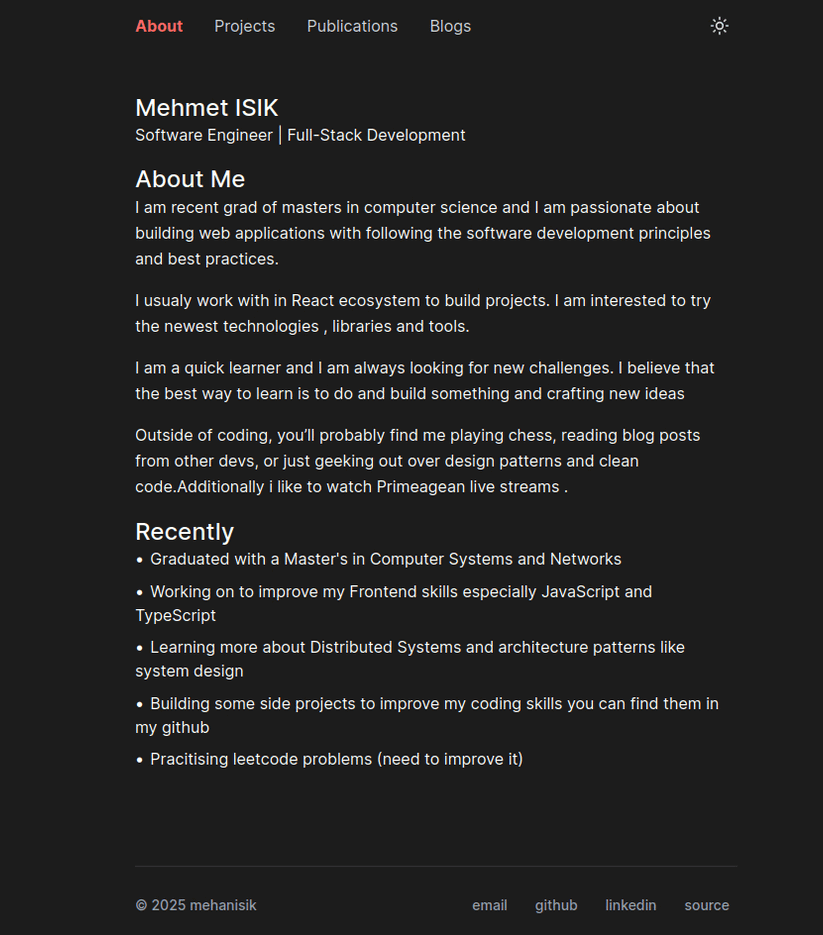 About Projects Publications Blogs
Mehmet ISIK
Software Engineer | Full-Stack Development
About Me
I am recent grad of masters in computer science and I am passionate about
building web applications with following the software development principles
and best practices.
I usualy work with in React ecosystem to build projects. I am interested to try
the newest technologies , libraries and tools.
I am a quick learner and I am always looking for new challenges. I believe that
the best way to learn is to do and build something and crafting new ideas
Outside of coding, you’ll probably find me playing chess, reading blog posts
from other devs, or just geeking out over design patterns and clean
code.Additionally i like to watch Primeagean live streams .
Recently
• Graduated with a Master's in Computer Systems and Networks
• Working on to improve my Frontend skills especially JavaScript and
TypeScript
• Learning more about Distributed Systems and architecture patterns like
system design
• Building some side projects to improve my coding skills you can find them in
my github
• Pracitising leetcode problems (need to improve it)
© 2025 mehanisik email github linkedin source